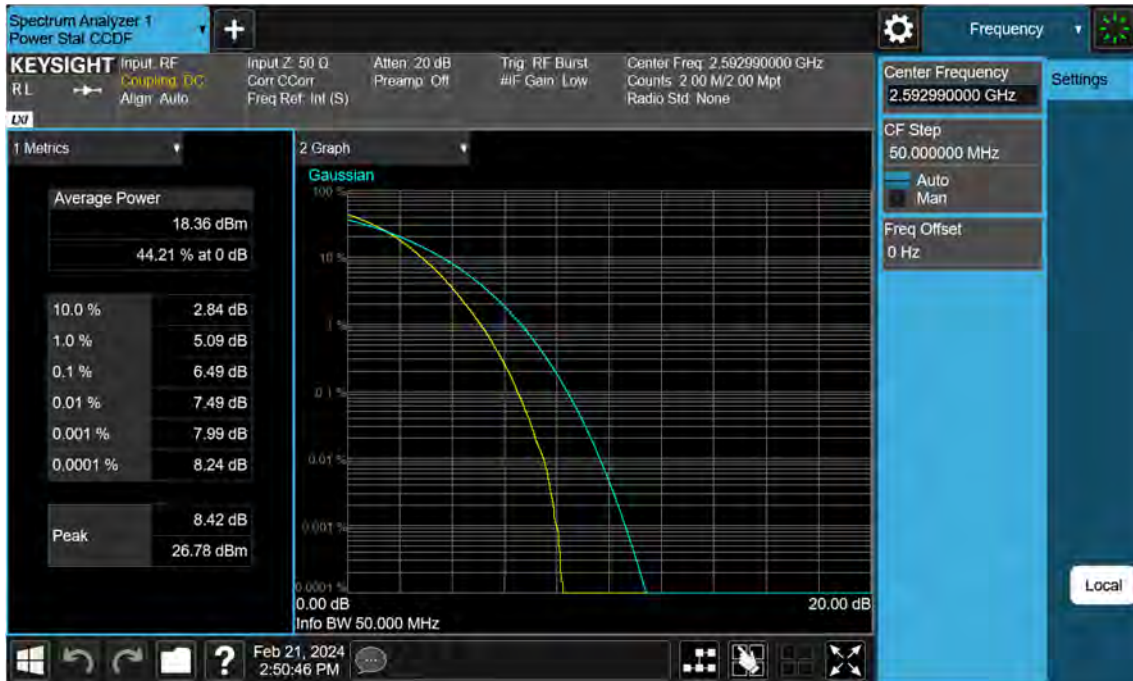 Spectrum Analyzer 1
Power Stat CCDF
Frequency
KEYSIGHT
RL
LXI
Input: RF
Coupling: DC
Align: Auto
Input Z: 50 Ω
Corr CCorr
Freq Ref: Int (S)
Atten: 20 dB
Preamp: Off
Trig: RF Burst
#IF Gain: Low
Center Freq: 2.592990000 GHz
Counts: 2.00 M/2.00 Mpt
Radio Std: None
Center Frequency
2.592990000 GHz
Settings
CF Step
50.000000 MHz
Auto
Man
Freq Offset
0 Hz
1 Metrics
Average Power
18.36 dBm
44.21 % at 0 dB
10.0 % 2.84 dB
1.0 % 5.09 dB
0.1 % 6.49 dB
0.01 % 7.49 dB
0.001 % 7.99 dB
0.0001 % 8.24 dB
Peak
8.42 dB
26.78 dBm
2 Graph
Gaussian
100 %
10 %
1 %
0.1 %
0.01 %
0.001 %
0.0001 %
0.00 dB 20.00 dB
Info BW 50.000 MHz
Local
?
Feb 21, 2024
2:50:46 PM